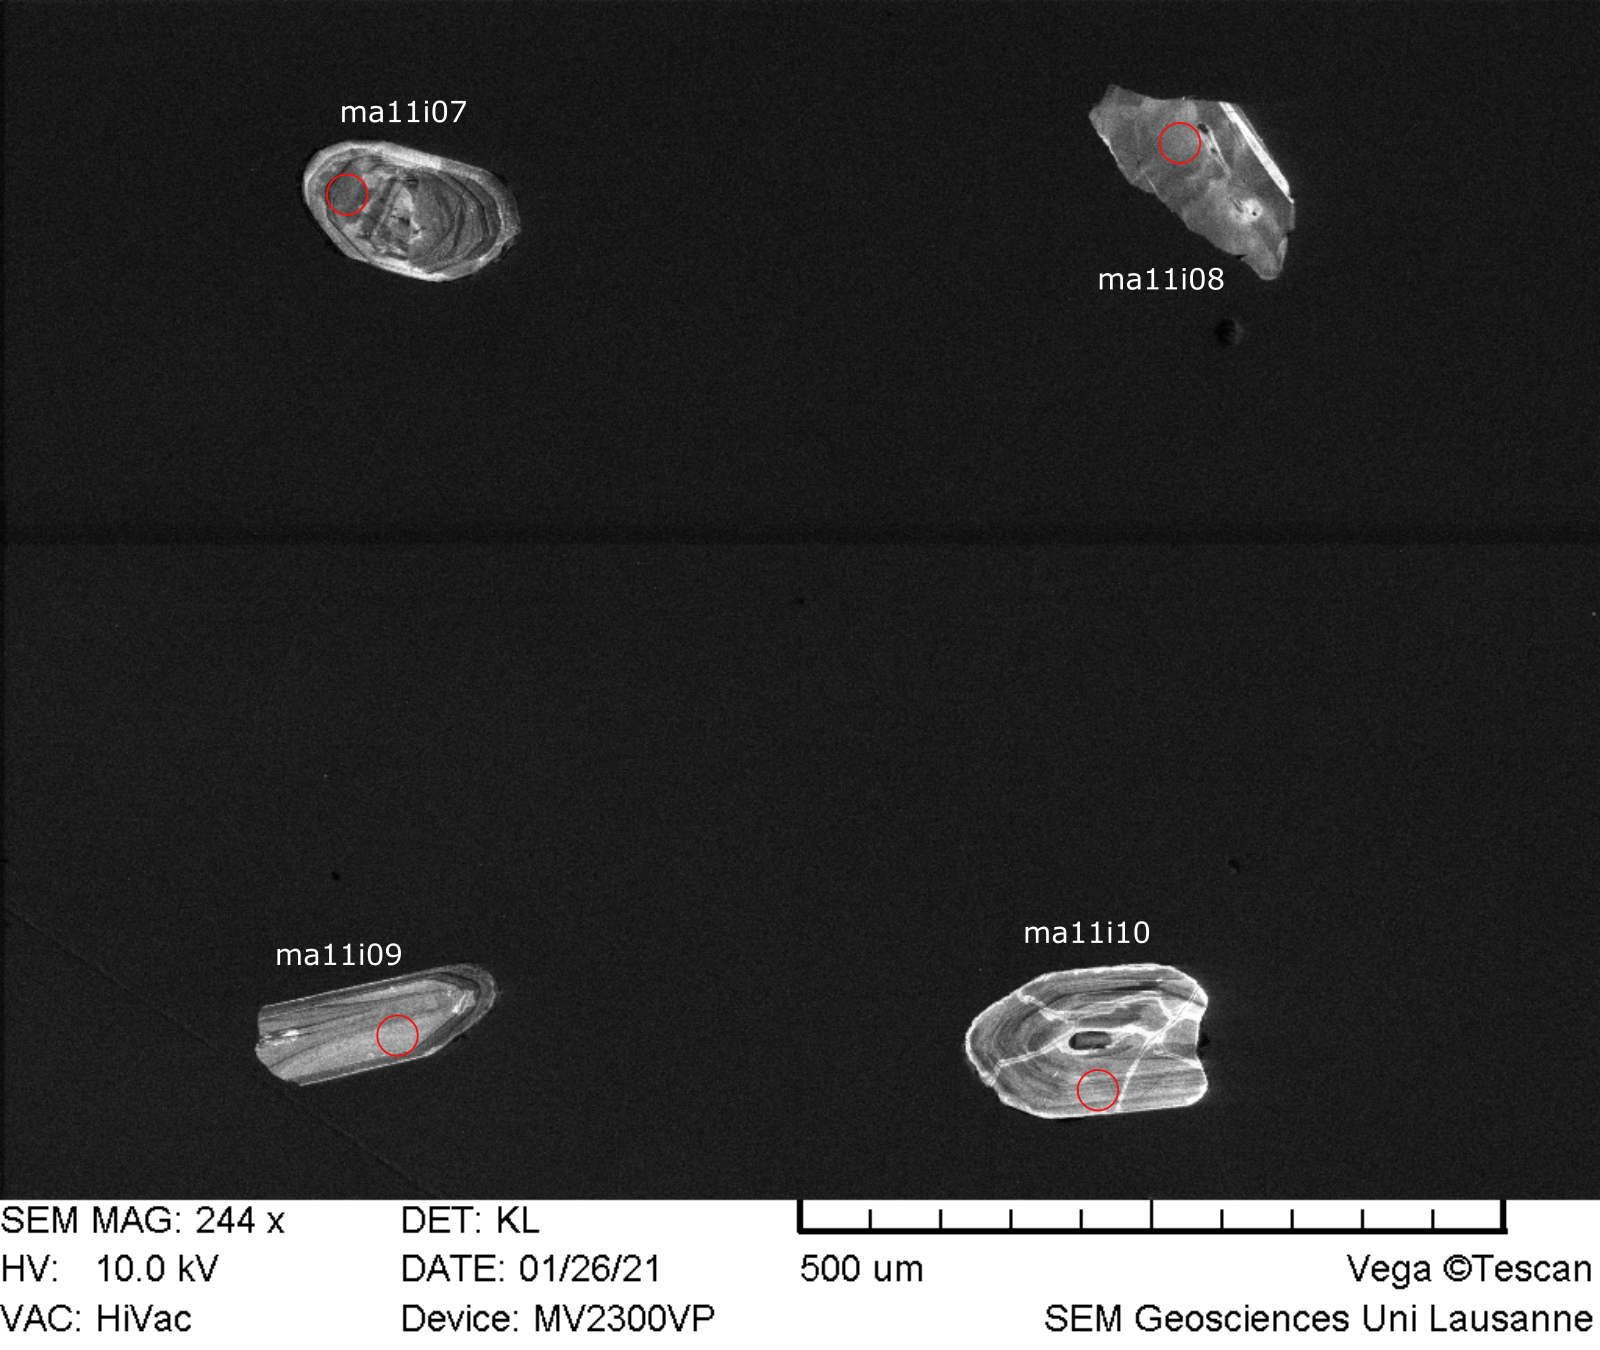 ma11i07
ma11i08
ma11i09
ma11i10
SEM MAG: 244 x DET: KL
HV: 10.0 kV DATE: 01/26/21 500 um Vega ©Tescan
VAC: HiVac Device: MV2300VP SEM Geosciences Uni Lausanne